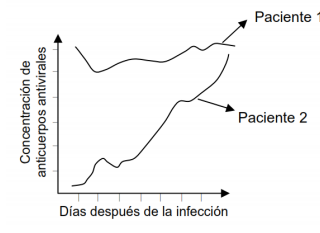 Paciente 1
Concentración de
anticuerpos antivirales
Paciente 2
Días después de la infección